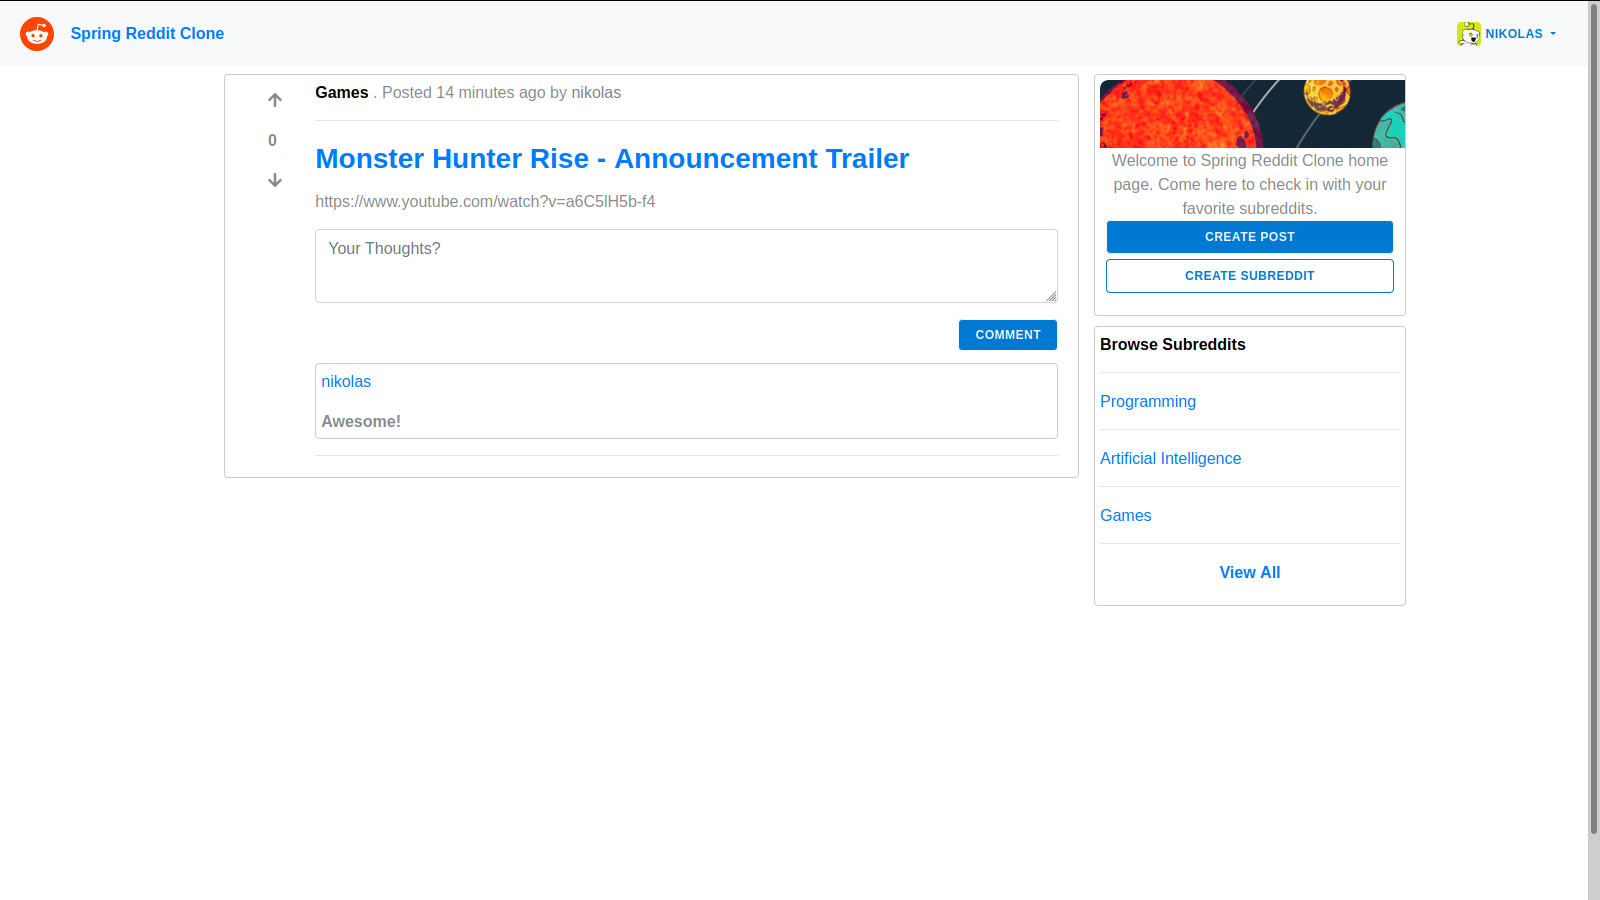 Spring Reddit Clone
NIKOLAS
Games . Posted 14 minutes ago by nikolas
0
Monster Hunter Rise - Announcement Trailer
https://www.youtube.com/watch?v=a6C5lH5b-f4
Your Thoughts?
COMMENT
nikolas
Awesome!
Welcome to Spring Reddit Clone home
page. Come here to check in with your
favorite subreddits.
CREATE POST
CREATE SUBREDDIT
Browse Subreddits
Programming
Artificial Intelligence
Games
View All